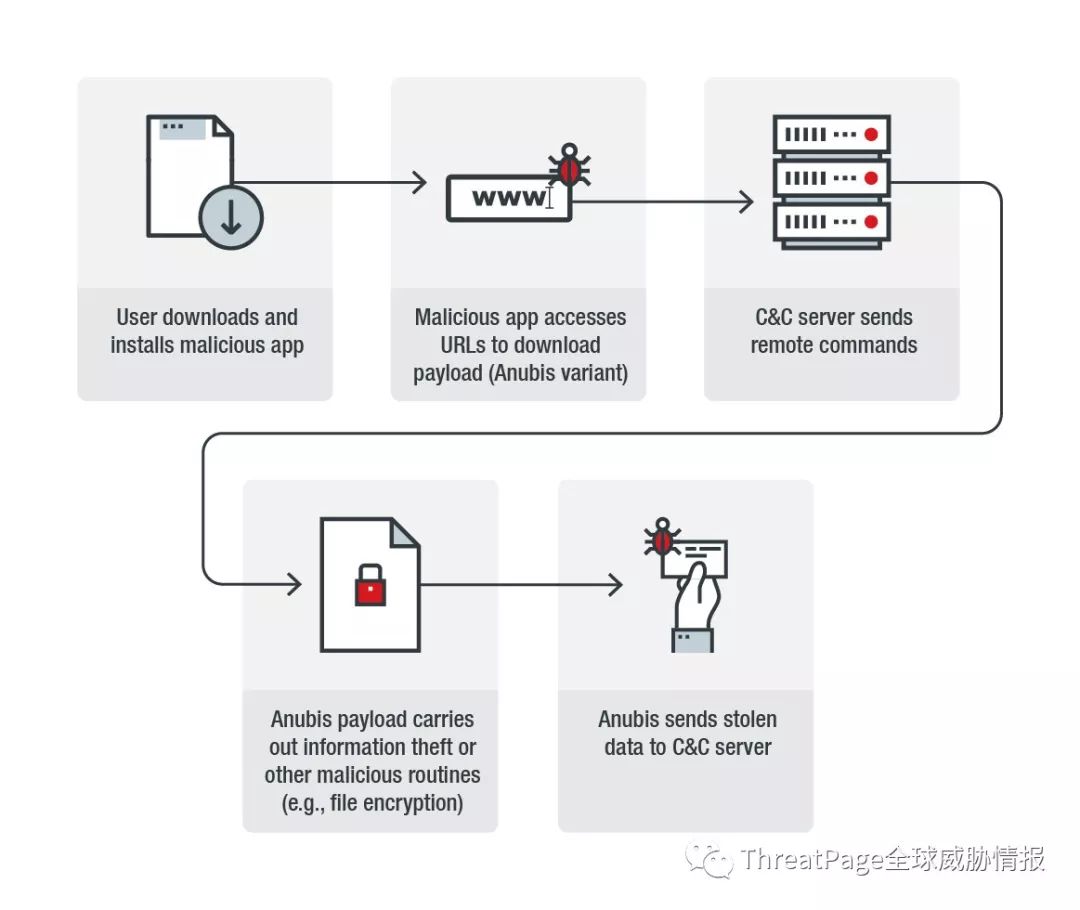 www
User downloads and
installs malicious app
Malicious app accesses
URLs to download
payload (Anubis variant)
C&C server sends
remote commands
Anubis payload carries
out information theft or
other malicious routines
(e.g., file encryption)
Anubis sends stolen
data to C&C server
ThreatPage全球威胁情报